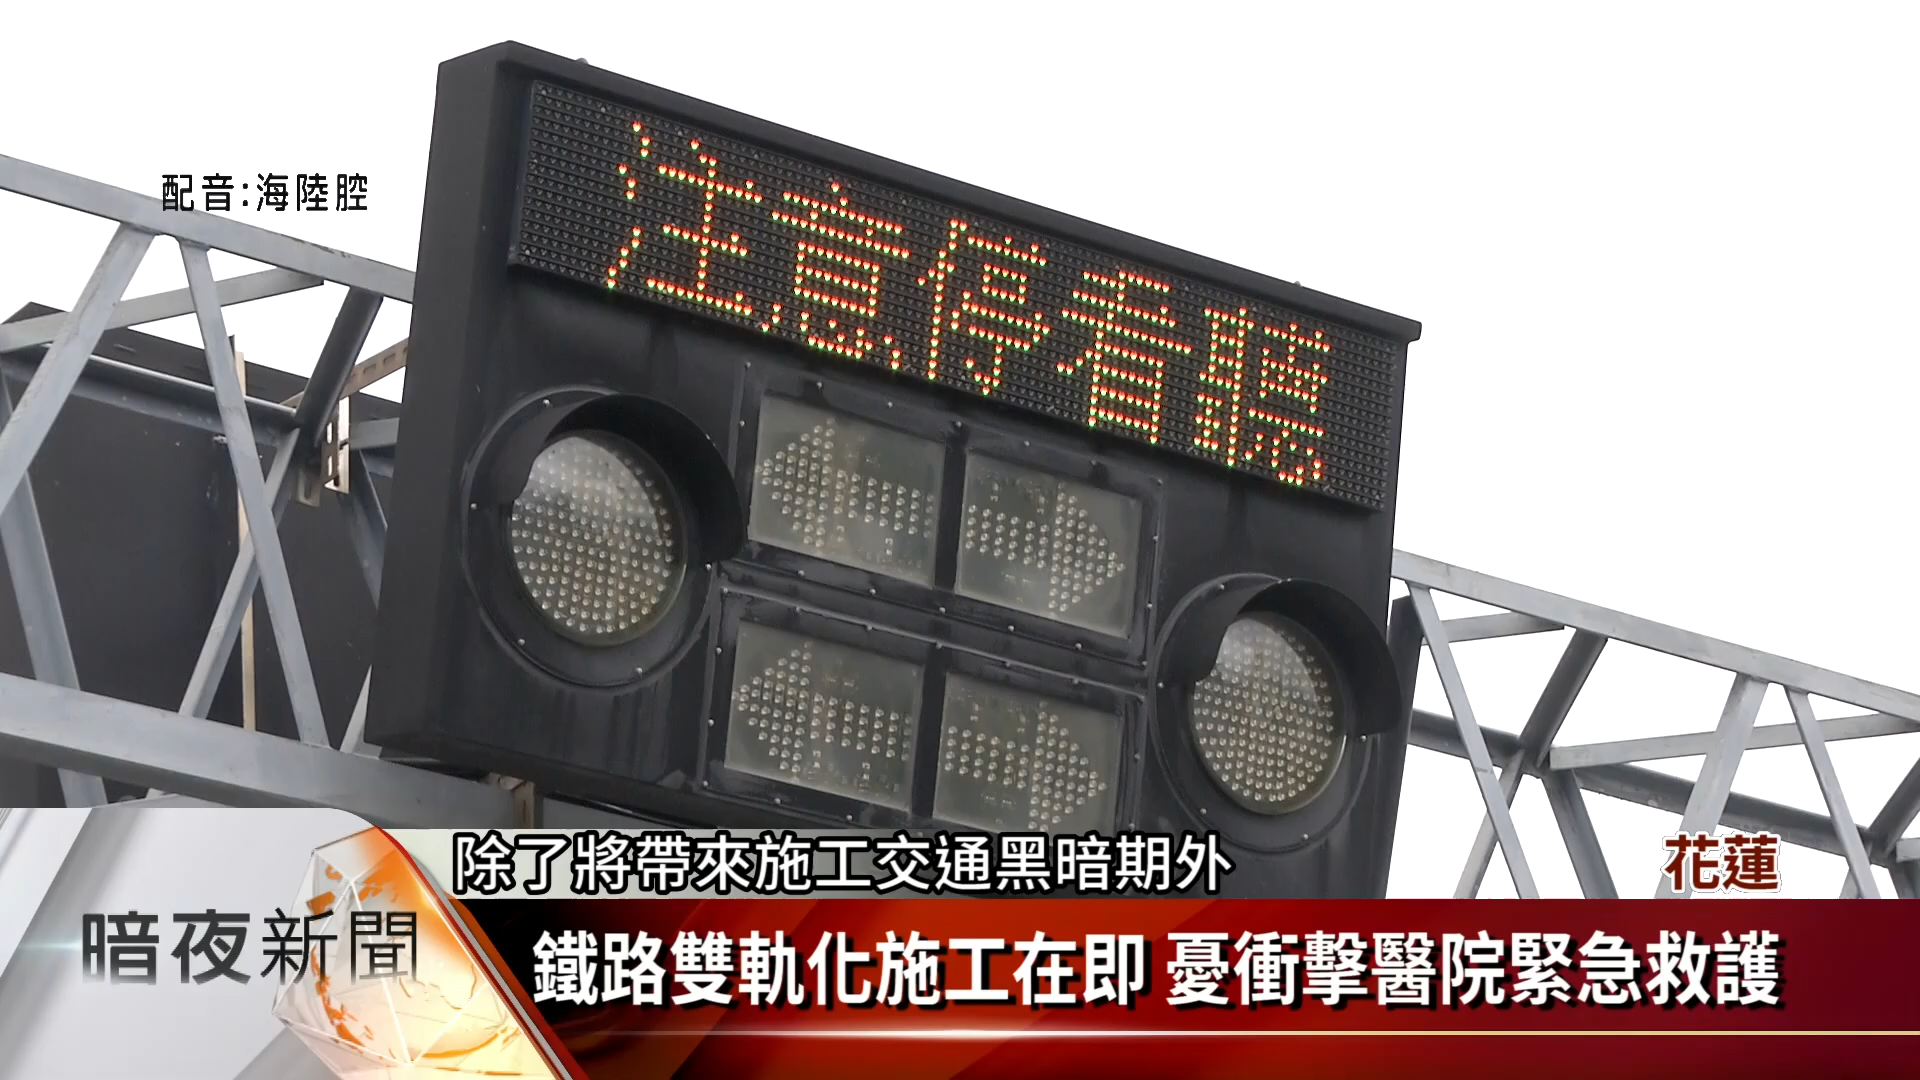 配音:海陸腔
注意停看聽
除了將帶來施工交通黑暗期外
花蓮
暗夜新聞
鐵路雙軌化施工在即 憂衝擊醫院緊急救護